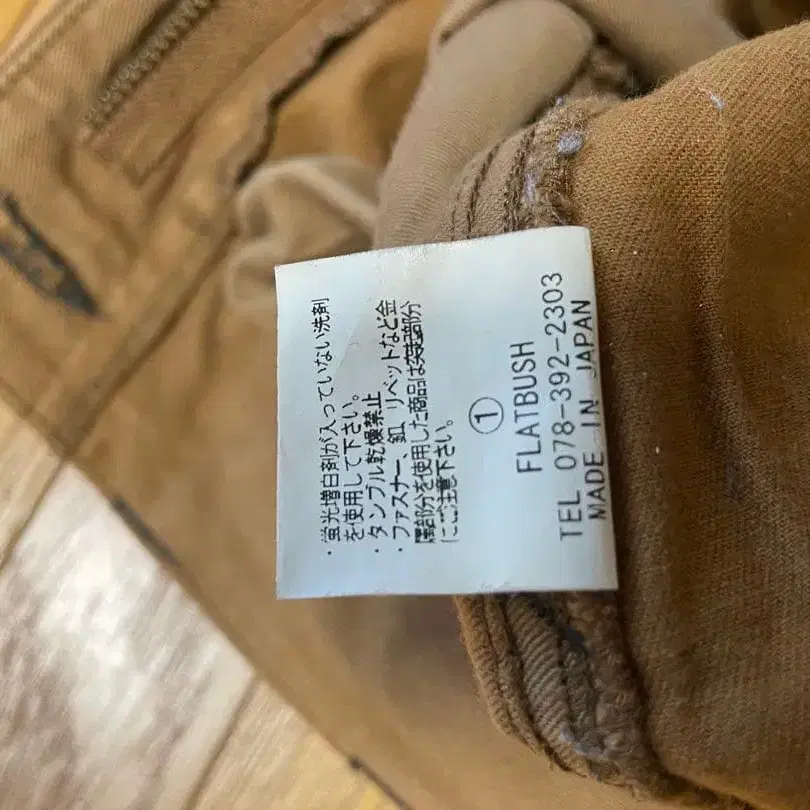 ・蛍光増白剤が入っていない洗剤
を使用して下さい。
・タンブル乾燥禁止
・ファスナー、釦、リベットなど金
属部分を使用した商品は突起部分
にご注意下さい。
①
FLATBUSH
TEL 078-392-2303
MADE IN JAPAN